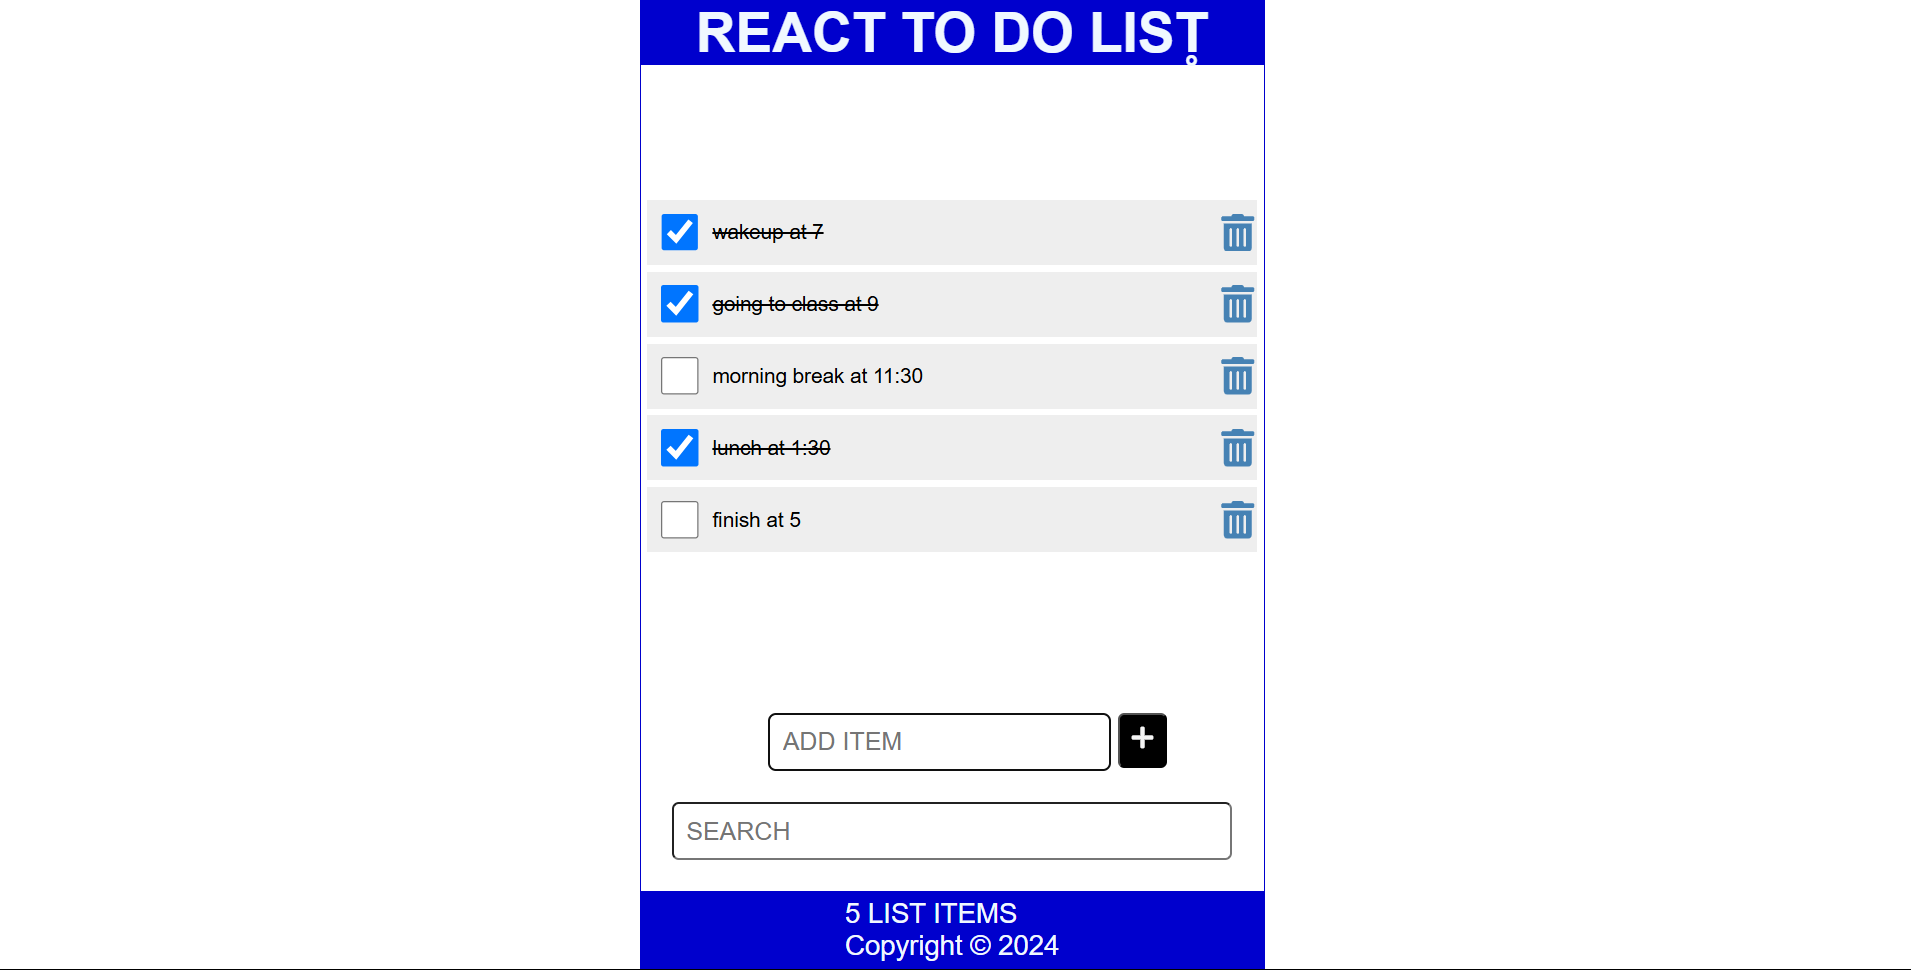 REACT TO DO LIST̥
wakeup at 7
going to class at 9
morning break at 11:30
lunch at 1:30
finish at 5
ADD ITEM +
SEARCH
5 LIST ITEMS
Copyright © 2024